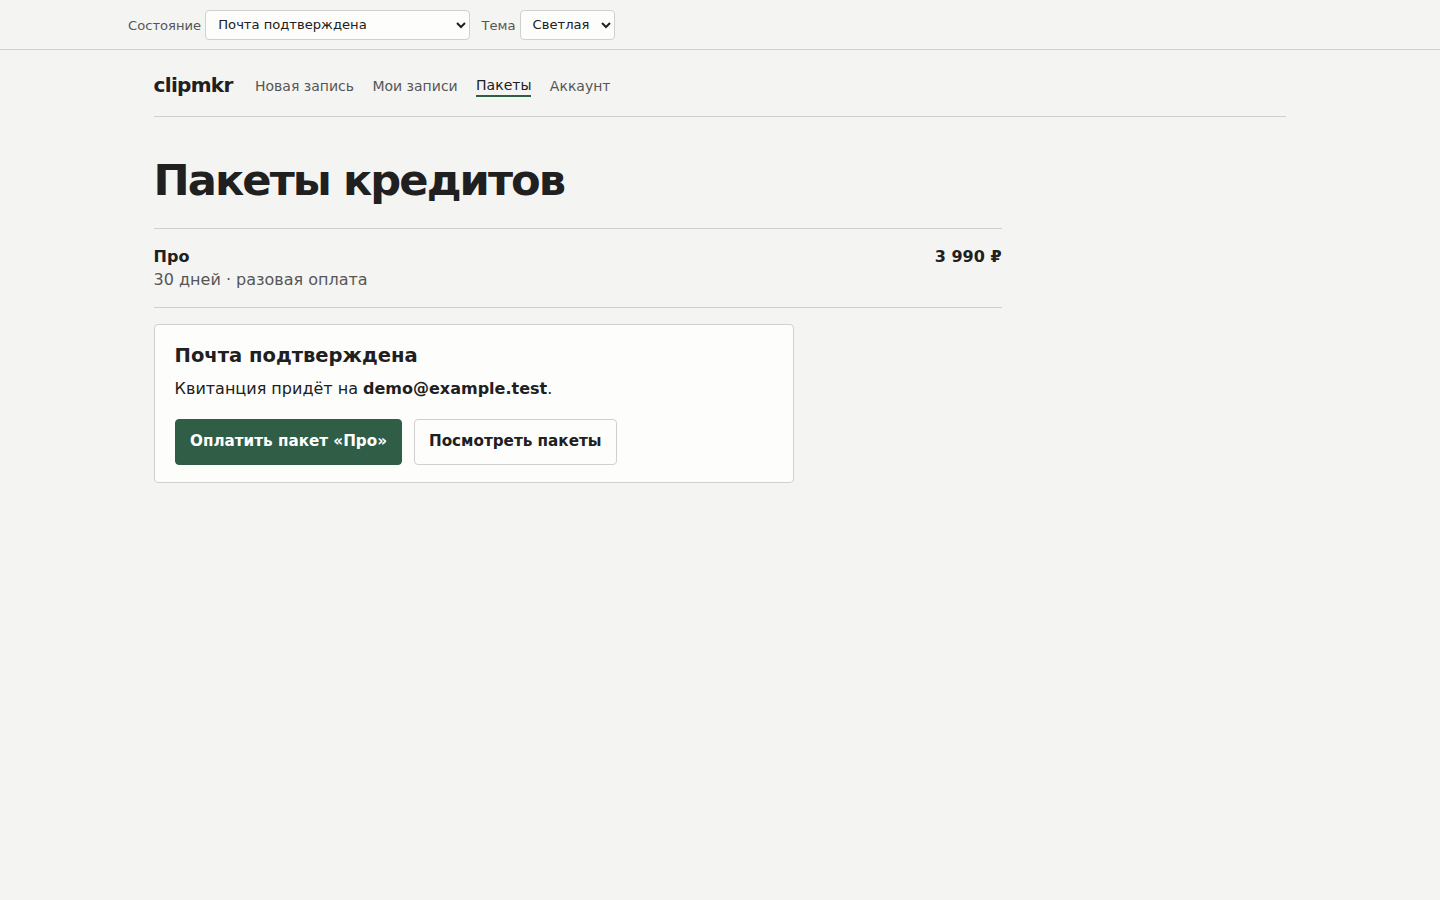 Состояние Почта подтверждена Тема Светлая
clipmkr Новая запись Мои записи Пакеты Аккаунт
Пакеты кредитов
Про 3 990 ₽
30 дней · разовая оплата
Почта подтверждена
Квитанция придёт на demo@example.test.
Оплатить пакет «Про» Посмотреть пакеты